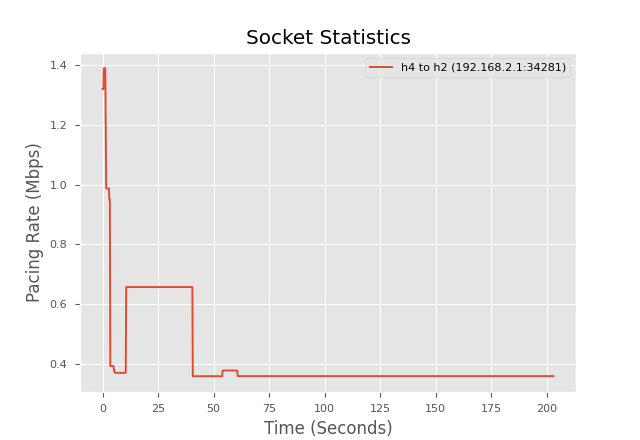 Socket Statistics
h4 to h2 (192.168.2.1:34281)
Pacing Rate (Mbps)
1.4
1.2
1.0
0.8
0.6
0.4
0 25 50 75 100 125 150 175 200
Time (Seconds)